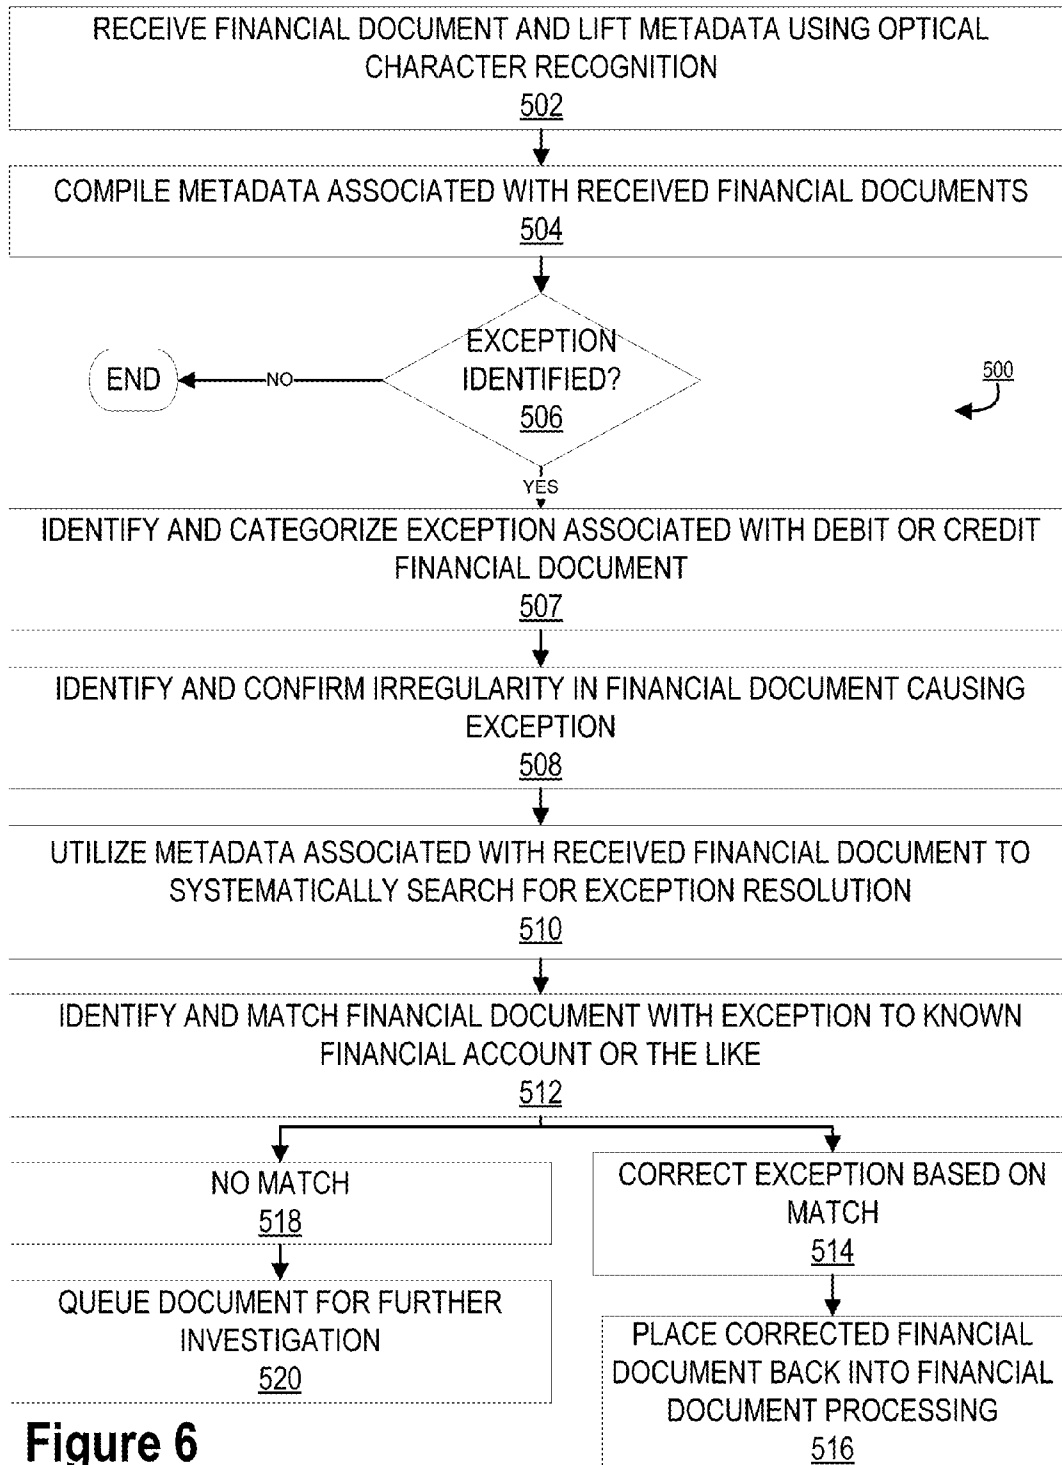 RECEIVE FINANCIAL DOCUMENT AND LIFT METADATA USING OPTICAL
CHARACTER RECOGNITION
502
COMPILE METADATA ASSOCIATED WITH RECEIVED FINANCIAL DOCUMENTS
504
EXCEPTION
IDENTIFIED?
506
END
NO
500
YES
IDENTIFY AND CATEGORIZE EXCEPTION ASSOCIATED WITH DEBIT OR CREDIT
FINANCIAL DOCUMENT
507
IDENTIFY AND CONFIRM IRREGULARITY IN FINANCIAL DOCUMENT CAUSING
EXCEPTION
508
UTILIZE METADATA ASSOCIATED WITH RECEIVED FINANCIAL DOCUMENT TO
SYSTEMATICALLY SEARCH FOR EXCEPTION RESOLUTION
510
IDENTIFY AND MATCH FINANCIAL DOCUMENT WITH EXCEPTION TO KNOWN
FINANCIAL ACCOUNT OR THE LIKE
512
NO MATCH
518
QUEUE DOCUMENT FOR FURTHER
INVESTIGATION
520
CORRECT EXCEPTION BASED ON
MATCH
514
PLACE CORRECTED FINANCIAL
DOCUMENT BACK INTO FINANCIAL
DOCUMENT PROCESSING
516
Figure 6